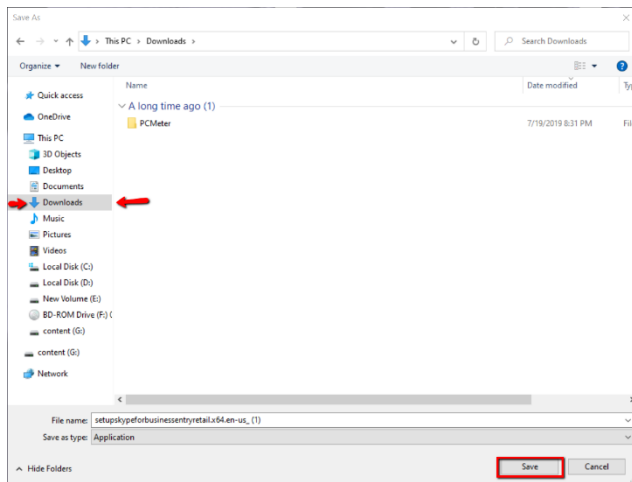 Save As
This PC > Downloads >
Search Downloads
Organize
New folder
Name
Date modified
A long time ago (1)
PCMeter
7/19/2019 8:31 PM
Quick access
OneDrive
This PC
3D Objects
Desktop
Documents
Downloads
Music
Pictures
Videos
Local Disk (C:)
Local Disk (D:)
New Volume (E:)
BD-ROM Drive (F:) (
content (G:)
content (G:)
Network
File name: setupskypeforbusinessentryretail.x64.en-us_ (1)
Save as type: Application
Hide Folders
Save
Cancel